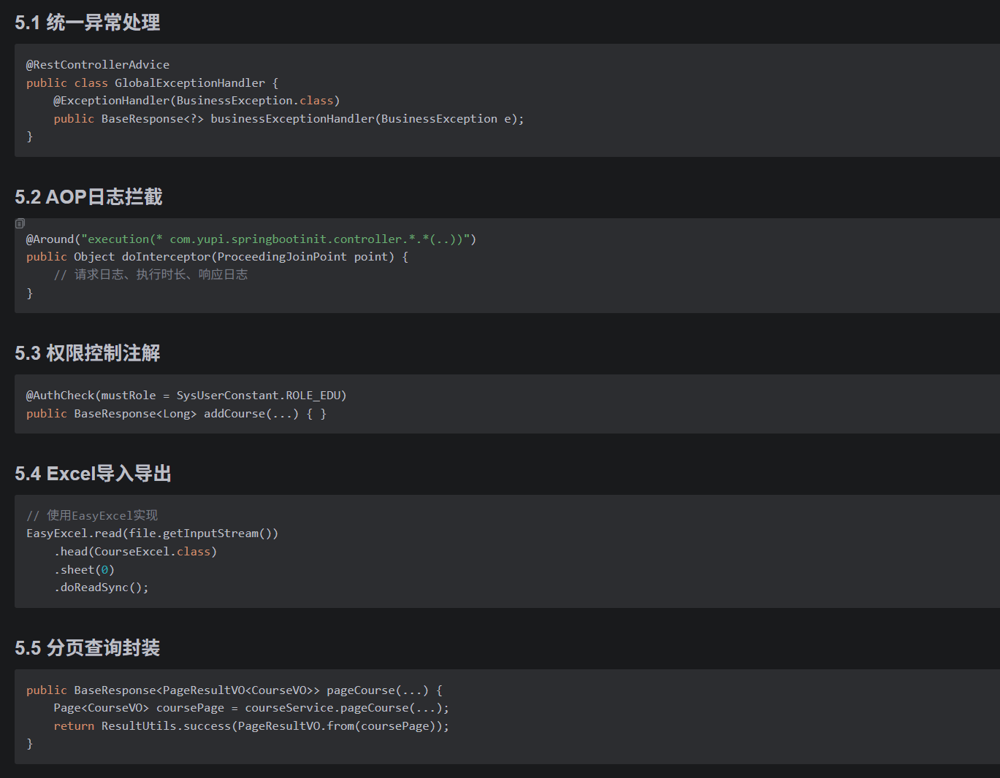 5.1 统一异常处理
@RestControllerAdvice
public class GlobalExceptionHandler {
    @ExceptionHandler(BusinessException.class)
    public BaseResponse<?> businessExceptionHandler(BusinessException e);
}
5.2 AOP日志拦截
@Around("execution(* com.yupi.springbootinit.controller.*.*(..))")
public Object doInterceptor(ProceedingJoinPoint point) {
    // 请求日志、执行时长、响应日志
}
5.3 权限控制注解
@AuthCheck(mustRole = SysUserConstant.ROLE_EDU)
public BaseResponse<Long> addCourse(...) { }
5.4 Excel导入导出
// 使用EasyExcel实现
EasyExcel.read(file.getInputStream())
    .head(CourseExcel.class)
    .sheet(0)
    .doReadSync();
5.5 分页查询封装
public BaseResponse<PageResultVO<CourseVO>> pageCourse(...) {
    Page<CourseVO> coursePage = courseService.pageCourse(...);
    return ResultUtils.success(PageResultVO.from(coursePage));
}